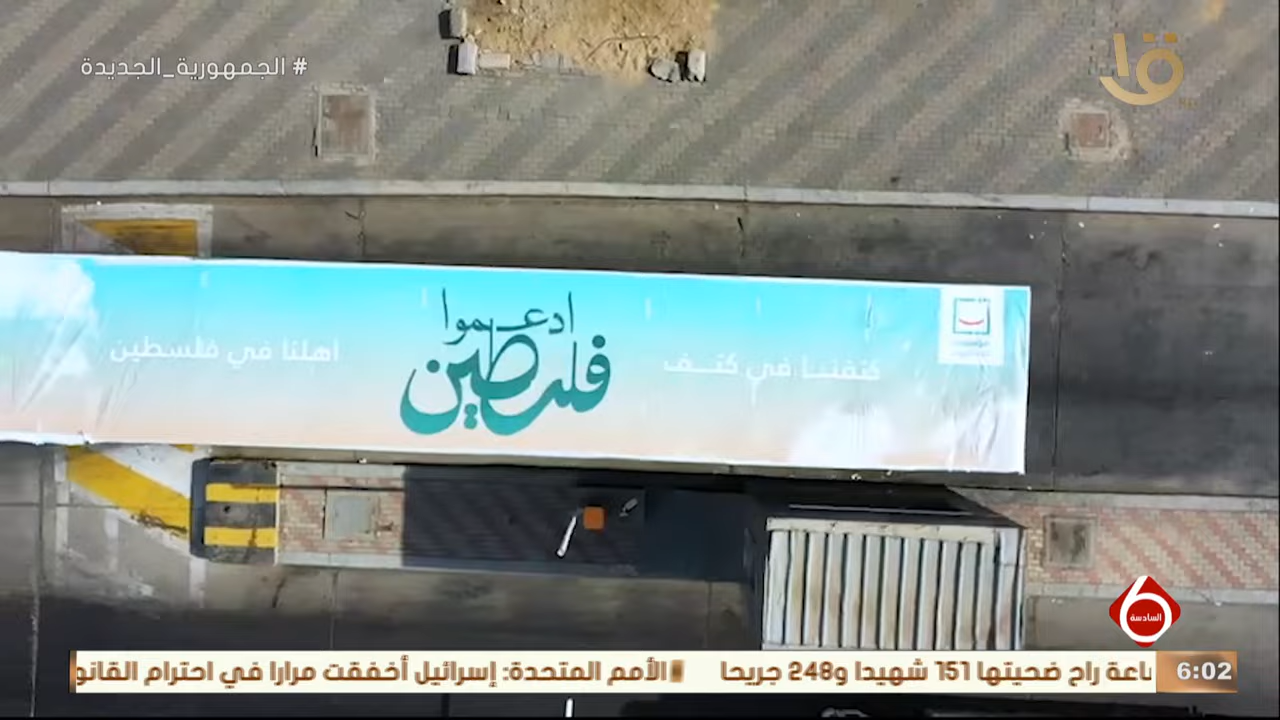 # الجمهورية_الجديدة
ادعموا
فلسطين
كتفنا في كتف
اهلنا في فلسطين
السادسة
6:02
ـاعة راح ضحيتها 151 شهيدا و248 جريحا
الأمم المتحدة: إسرائيل أخفقت مرارا في احترام القانو